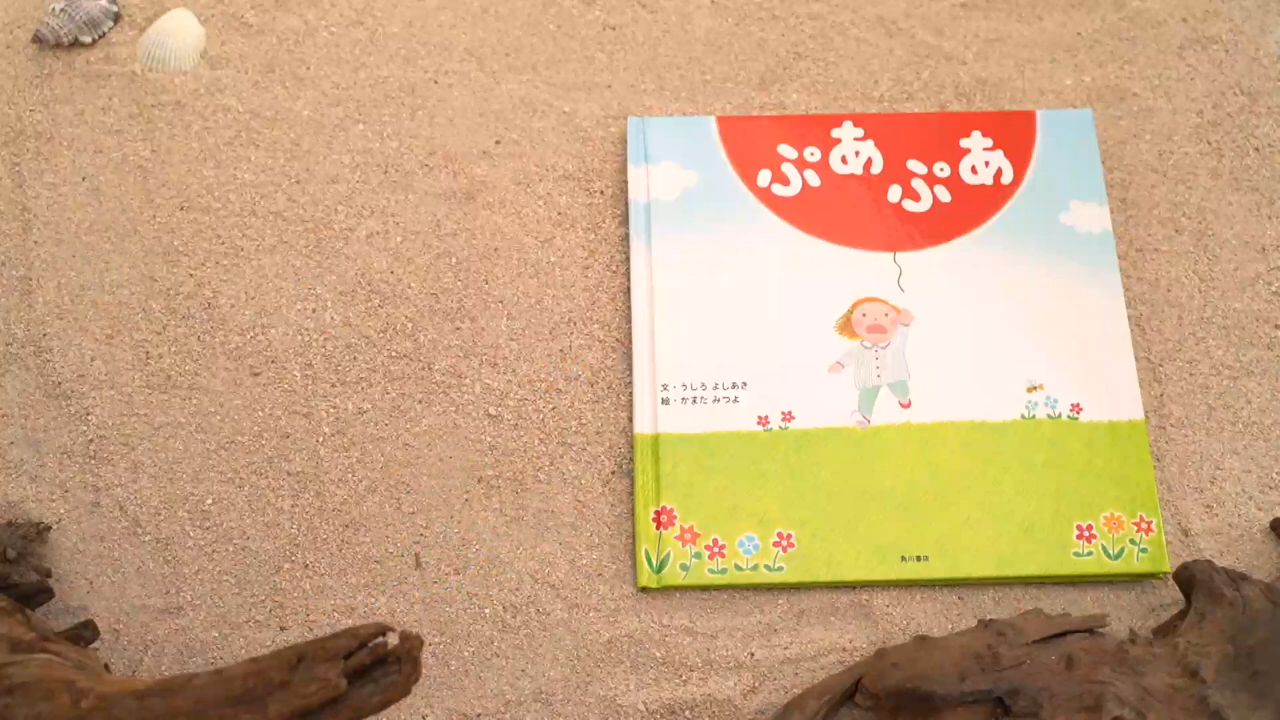 ぷあぷあ
文・うしろ よしあき
絵・かまた みつよ
角川書店